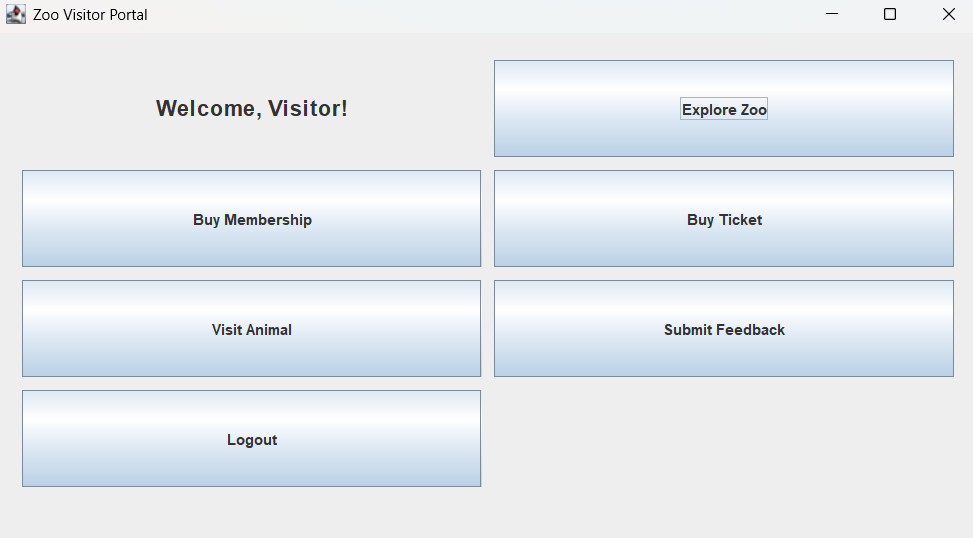 Zoo Visitor Portal
Welcome, Visitor!
Explore Zoo
Buy Membership
Buy Ticket
Visit Animal
Submit Feedback
Logout